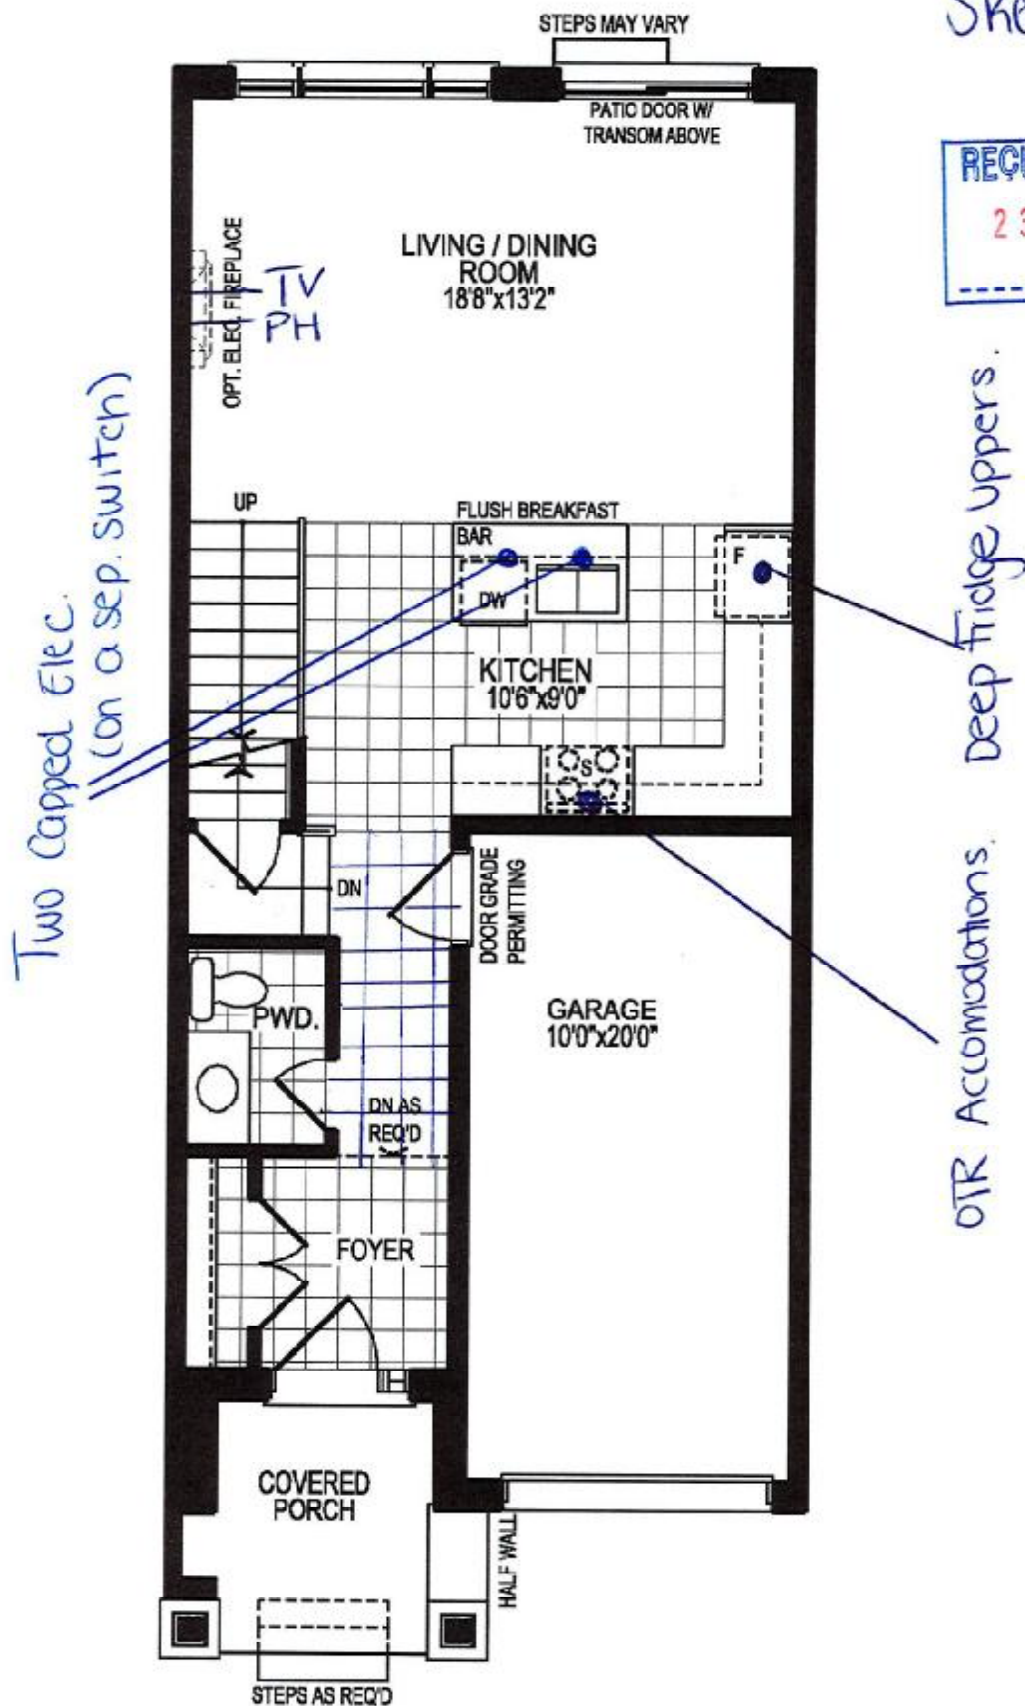 STEPS MAY VARY
PATIO DOOR W/
TRANSOM ABOVE
LIVING / DINING
ROOM
18'8"x13'2"
OPT. ELEC. FIREPLACE
TV
PH
Two Capped Elec.
(on a sep. switch)
UP
FLUSH BREAKFAST
BAR
DW
F
KITCHEN
10'6"x9'0"
S
Deep Fridge Uppers.
OTR Accomodations.
DN
DOOR GRADE
PERMITTING
PWD.
GARAGE
10'0"x20'0"
DN AS
REQ'D
FOYER
COVERED
PORCH
HALF WALL
STEPS AS REQ'D